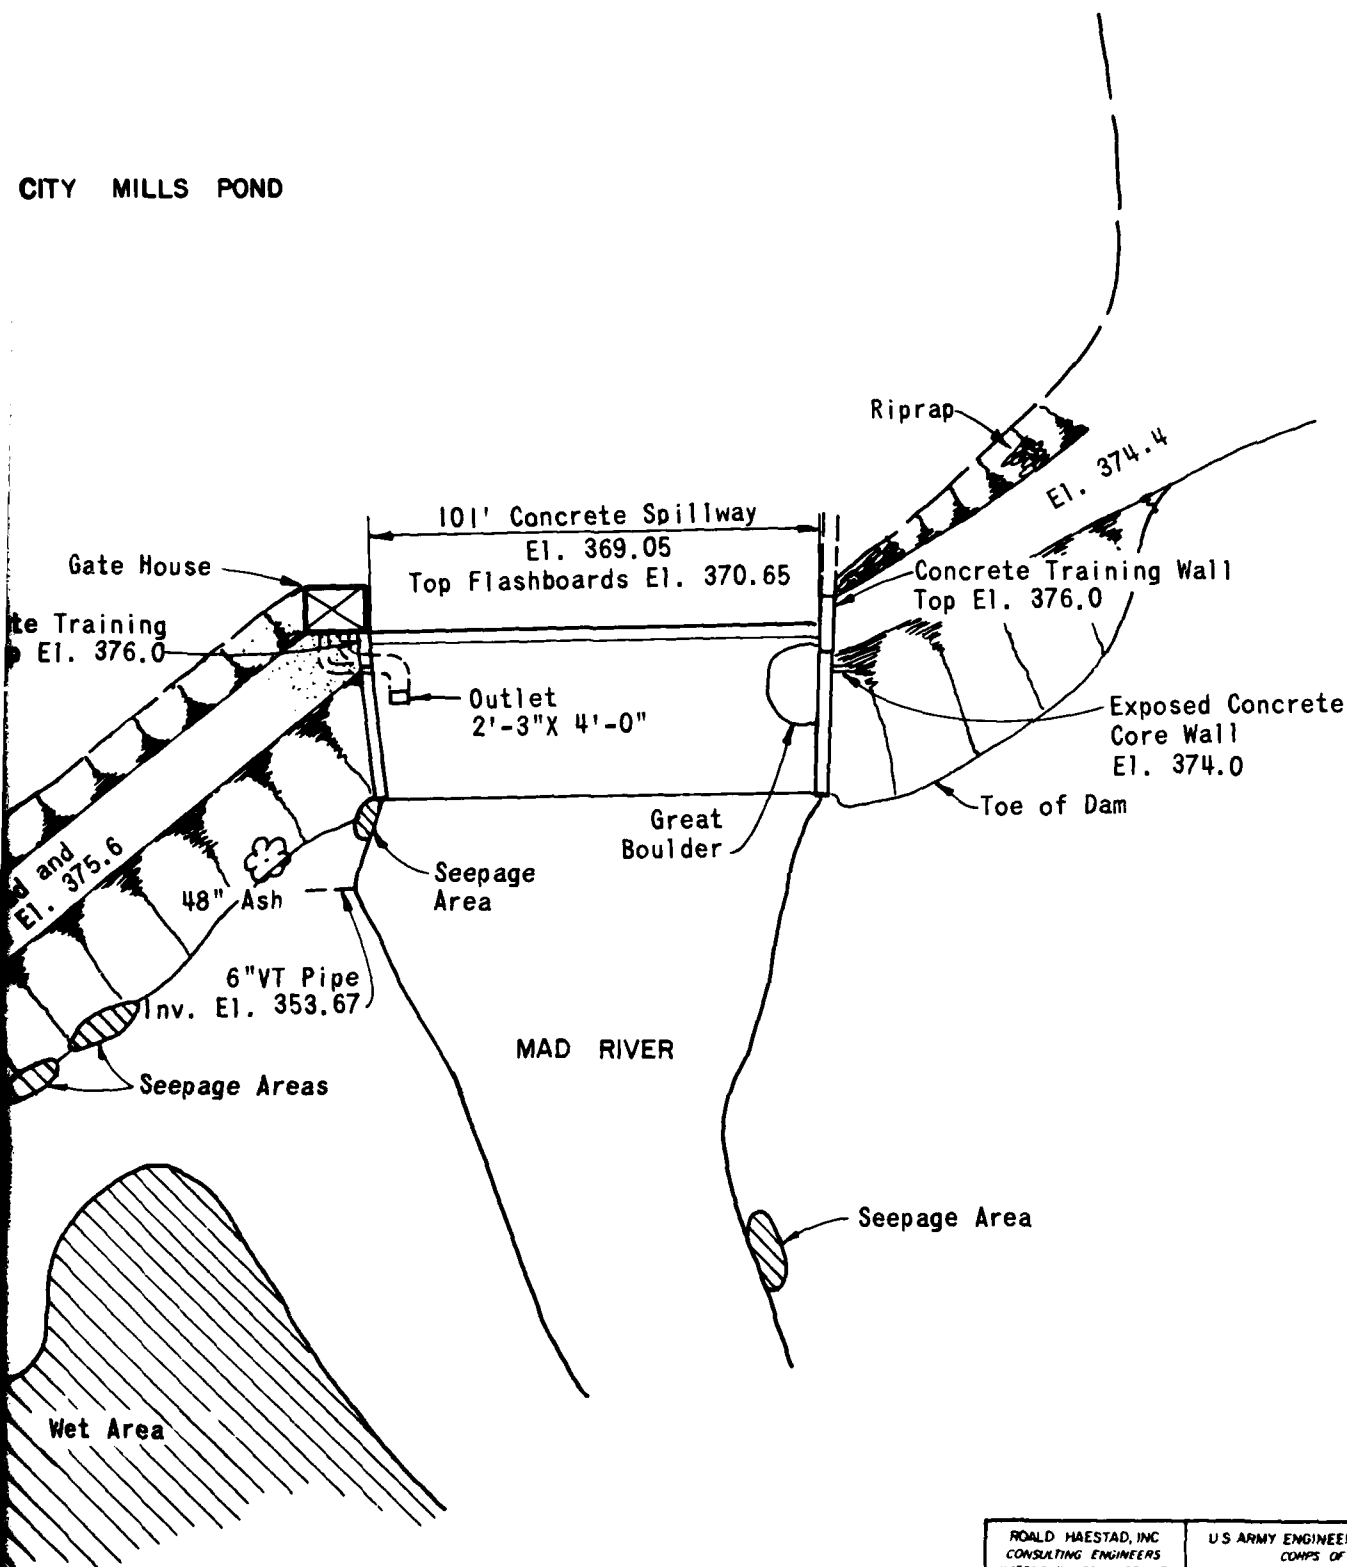 CITY MILLS POND
Riprap
El. 374.4
101' Concrete Spillway
El. 369.05
Top Flashboards El. 370.65
Gate House
Concrete Training Wall
Top El. 376.0
te Training
El. 376.0
Outlet
2'-3"X 4'-0"
Exposed Concrete
Core Wall
El. 374.0
Toe of Dam
Great
Boulder
d and
El. 375.6
48" Ash
Seepage
Area
6"VT Pipe
Inv. El. 353.67
MAD RIVER
Seepage Areas
Seepage Area
Wet Area
ROALD HAESTAD, INC
CONSULTING ENGINEERS
U S ARMY ENGINEE
CORPS OF